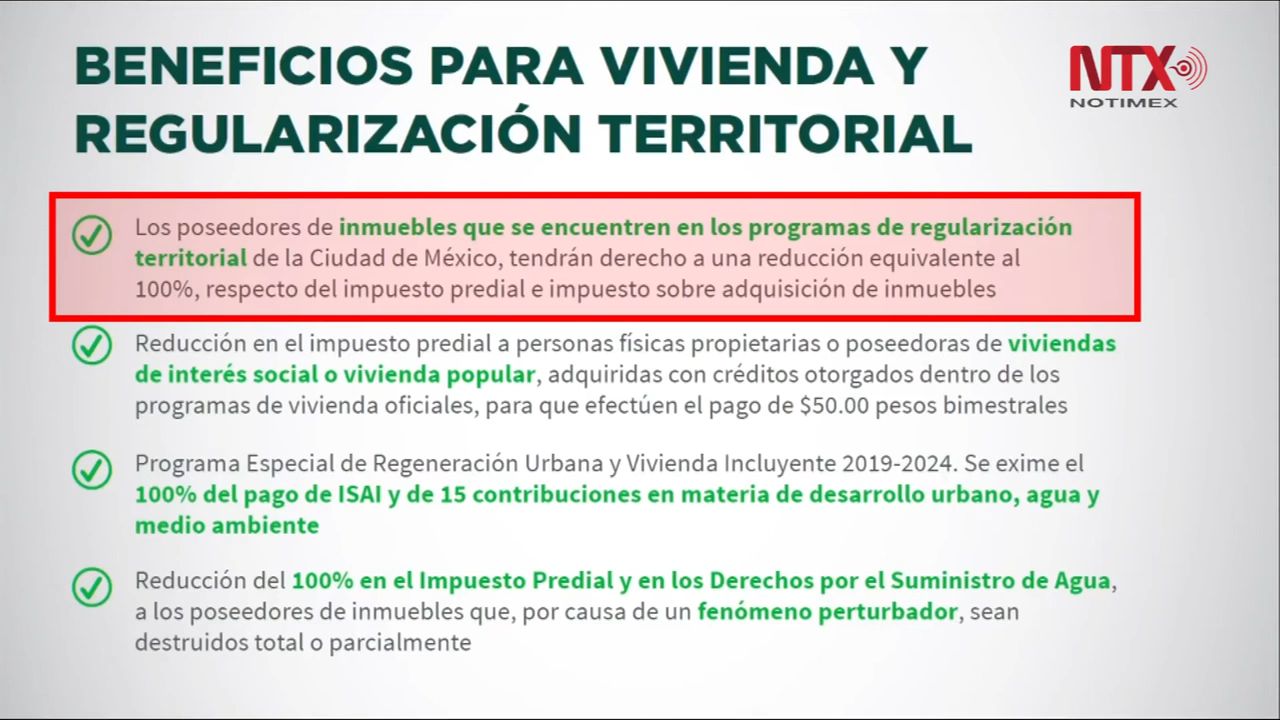 BENEFICIOS PARA VIVIENDA Y
REGULARIZACIÓN TERRITORIAL
NTX
NOTIMEX
Los poseedores de inmuebles que se encuentren en los programas de regularización
territorial de la Ciudad de México, tendrán derecho a una reducción equivalente al
100%, respecto del impuesto predial e impuesto sobre adquisición de inmuebles
Reducción en el impuesto predial a personas físicas propietarias o poseedoras de viviendas
de interés social o vivienda popular, adquiridas con créditos otorgados dentro de los
programas de vivienda oficiales, para que efectúen el pago de $50.00 pesos bimestrales
Programa Especial de Regeneración Urbana y Vivienda Incluyente 2019-2024. Se exime el
100% del pago de ISAI y de 15 contribuciones en materia de desarrollo urbano, agua y
medio ambiente
Reducción del 100% en el Impuesto Predial y en los Derechos por el Suministro de Agua,
a los poseedores de inmuebles que, por causa de un fenómeno perturbador, sean
destruidos total o parcialmente